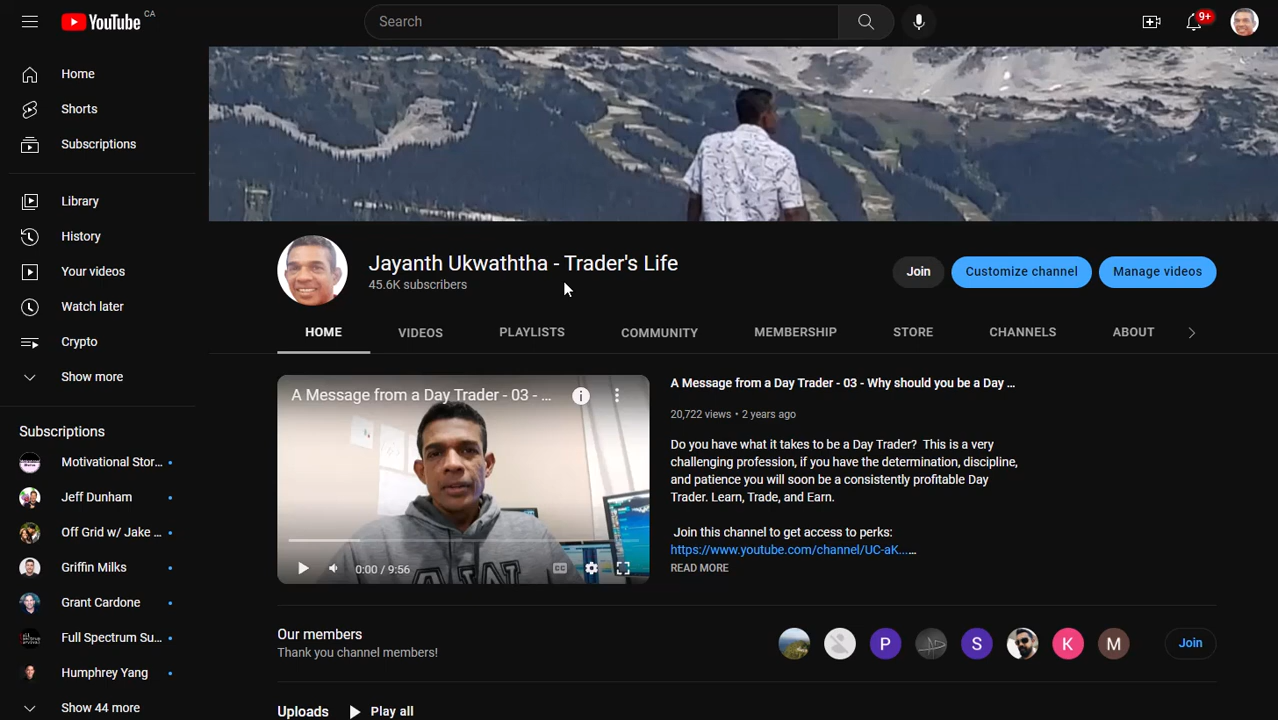 YouTube CA
Search
9+
Home
Shorts
Subscriptions
Library
History
Your videos
Watch later
Crypto
Show more
Subscriptions
Motivational Stor...
Jeff Dunham
Off Grid w/ Jake ...
Griffin Milks
Grant Cardone
Full Spectrum Su...
Humphrey Yang
Show 44 more
Jayanth Ukwaththa - Trader's Life
45.6K subscribers
Join
Customize channel
Manage videos
HOME
VIDEOS
PLAYLISTS
COMMUNITY
MEMBERSHIP
STORE
CHANNELS
ABOUT
A Message from a Day Trader - 03 - ...
0:00 / 9:56
A Message from a Day Trader - 03 - Why should you be a Day ...
20,722 views • 2 years ago
Do you have what it takes to be a Day Trader?  This is a very
challenging profession, if you have the determination, discipline,
and patience you will soon be a consistently profitable Day
Trader. Learn, Trade, and Earn.
Join this channel to get access to perks:
https://www.youtube.com/channel/UC-aK......
READ MORE
Our members
Thank you channel members!
P
S
K
M
Join
Uploads
Play all